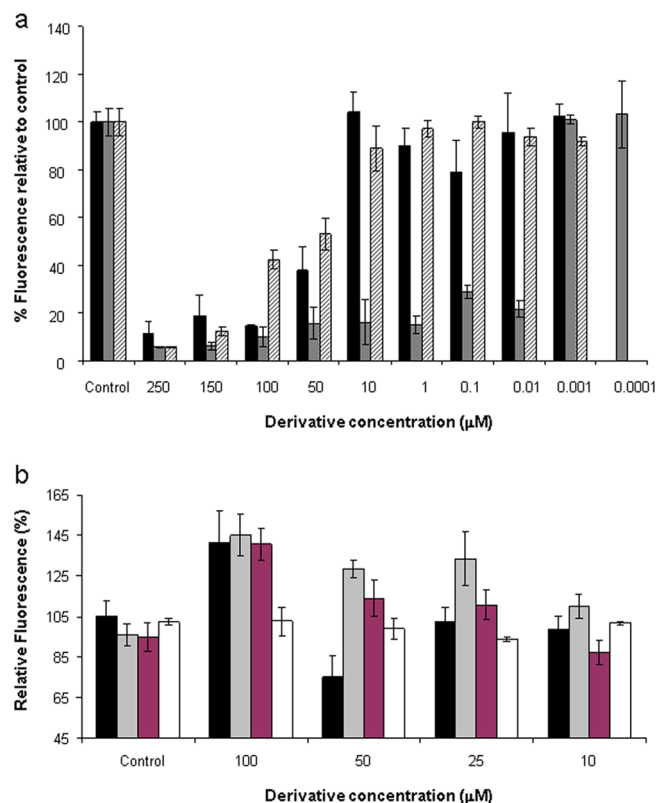 a
% Fluorescence relative to control
140
120
100
80
60
40
20
0
Control 250 150 100 50 10 1 0.1 0.01 0.001 0.0001
Derivative concentration (µM)
b
Relative Fluorescence (%)
165
145
125
105
85
65
45
Control 100 50 25 10
Derivative concentration (µM)